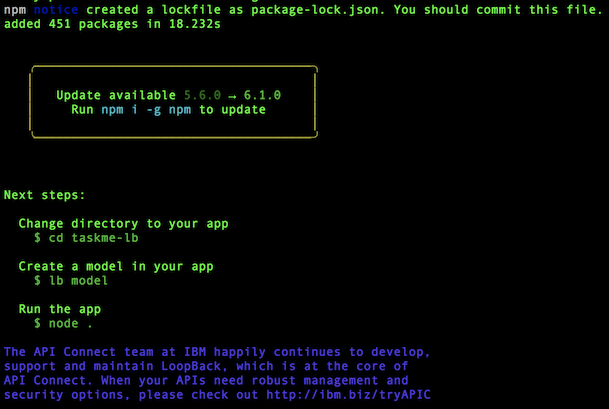 npm notice created a lockfile as package-lock.json. You should commit this file.
added 451 packages in 18.232s
Update available 5.6.0 → 6.1.0
Run npm i -g npm to update
Next steps:
Change directory to your app
$ cd taskme-lb
Create a model in your app
$ lb model
Run the app
$ node .
The API Connect team at IBM happily continues to develop,
support and maintain LoopBack, which is at the core of
API Connect. When your APIs need robust management and
security options, please check out http://ibm.biz/tryAPIC